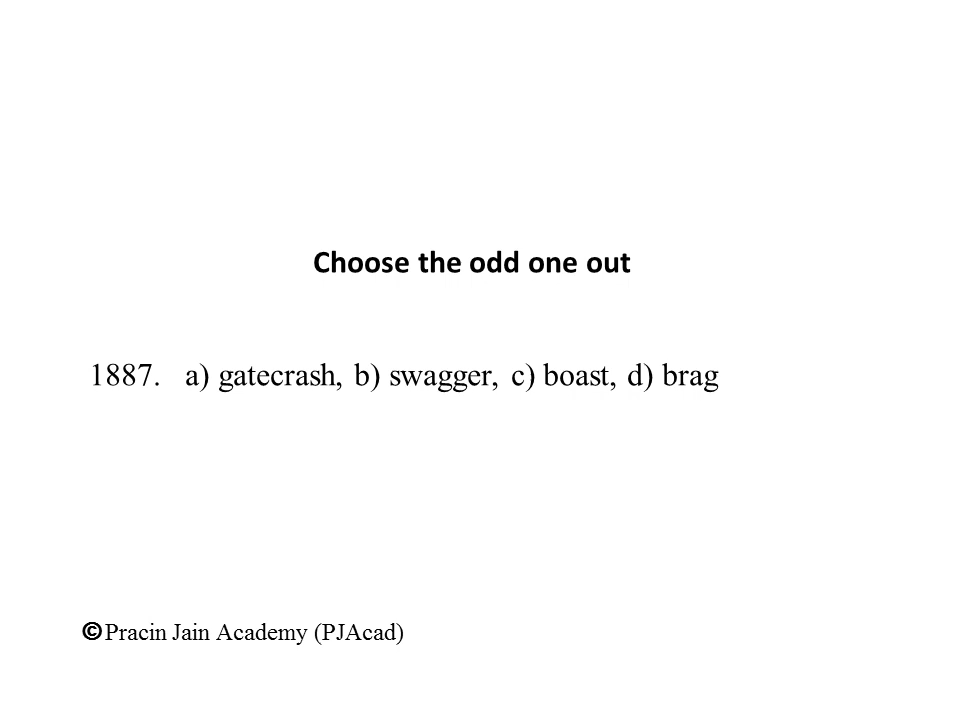 Choose the odd one out
1887. a) gatecrash, b) swagger, c) boast, d) brag
©Pracin Jain Academy (PJAcad)